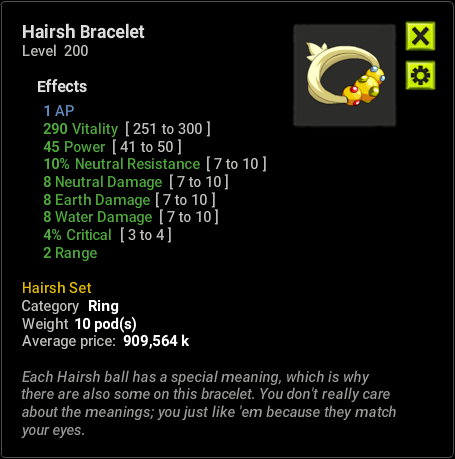 Hairsh Bracelet
Level 200
Effects
1 AP
290 Vitality [ 251 to 300 ]
45 Power [ 41 to 50 ]
10% Neutral Resistance [ 7 to 10 ]
8 Neutral Damage [ 7 to 10 ]
8 Earth Damage [ 7 to 10 ]
8 Water Damage [ 7 to 10 ]
4% Critical [ 3 to 4 ]
2 Range
Hairsh Set
Category Ring
Weight 10 pod(s)
Average price: 909,564 k
Each Hairsh ball has a special meaning, which is why
there are also some on this bracelet. You don't really care
about the meanings; you just like 'em because they match
your eyes.